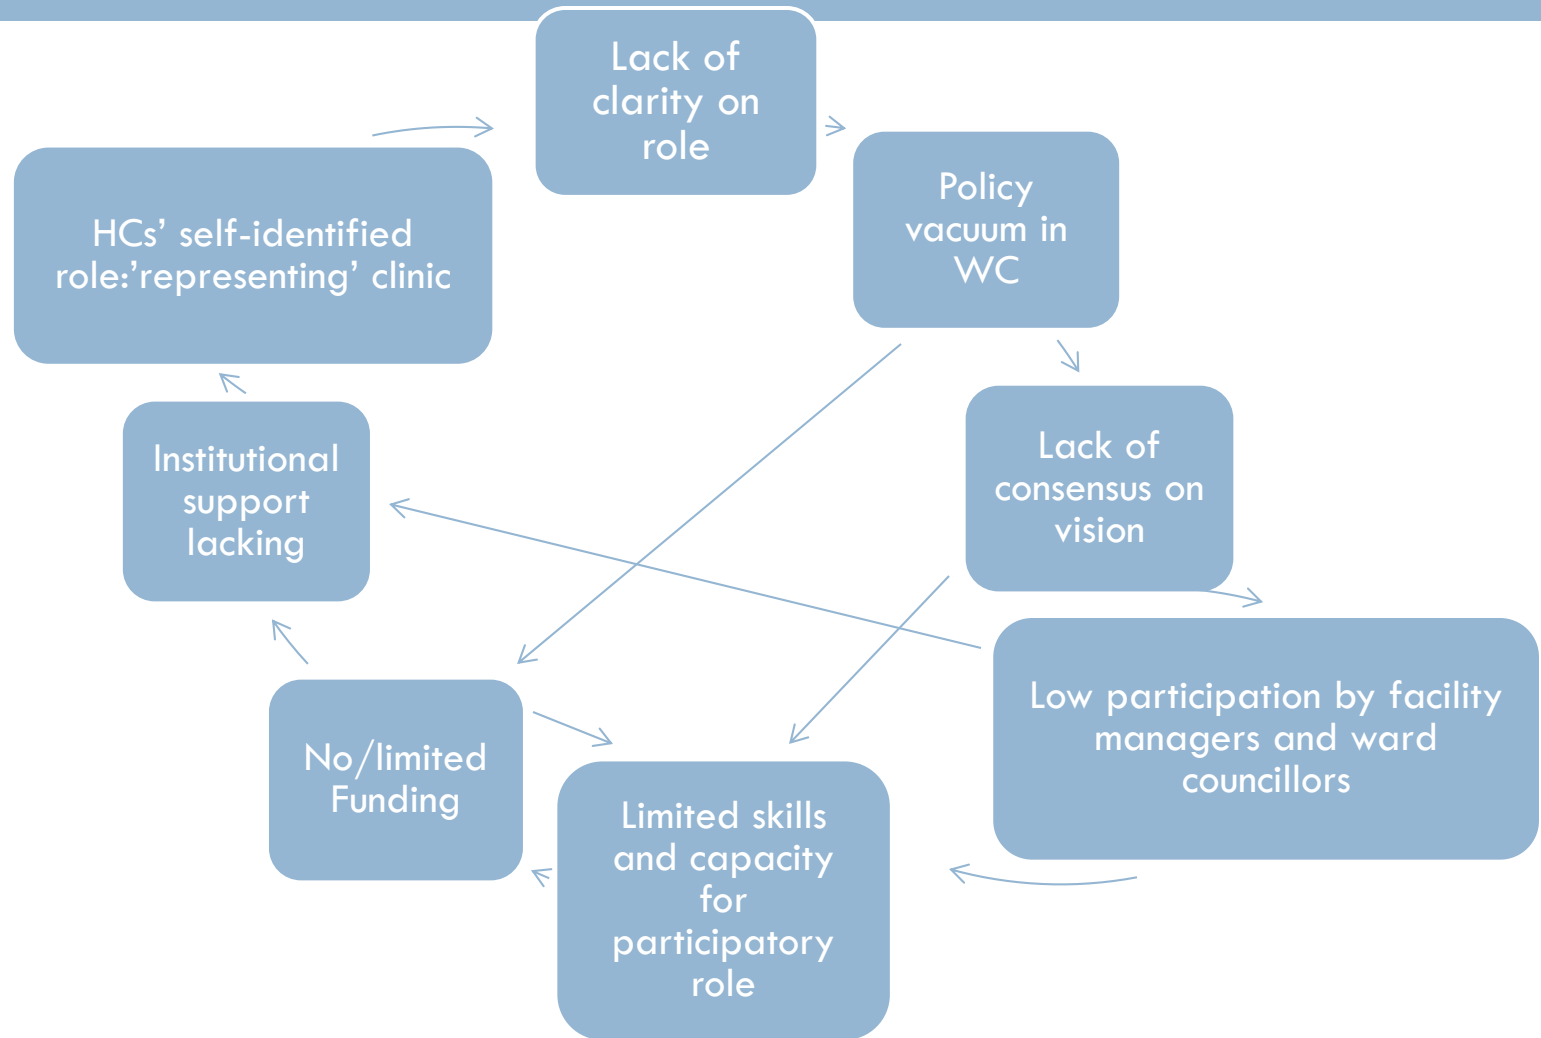 Lack of
clarity on
role
Policy
vacuum in
WC
Lack of
consensus on
vision
Low participation by facility
managers and ward
councillors
Limited skills
and capacity
for
participatory
role
No/limited
Funding
Institutional
support
lacking
HCs’ self-identified
role:’representing’ clinic